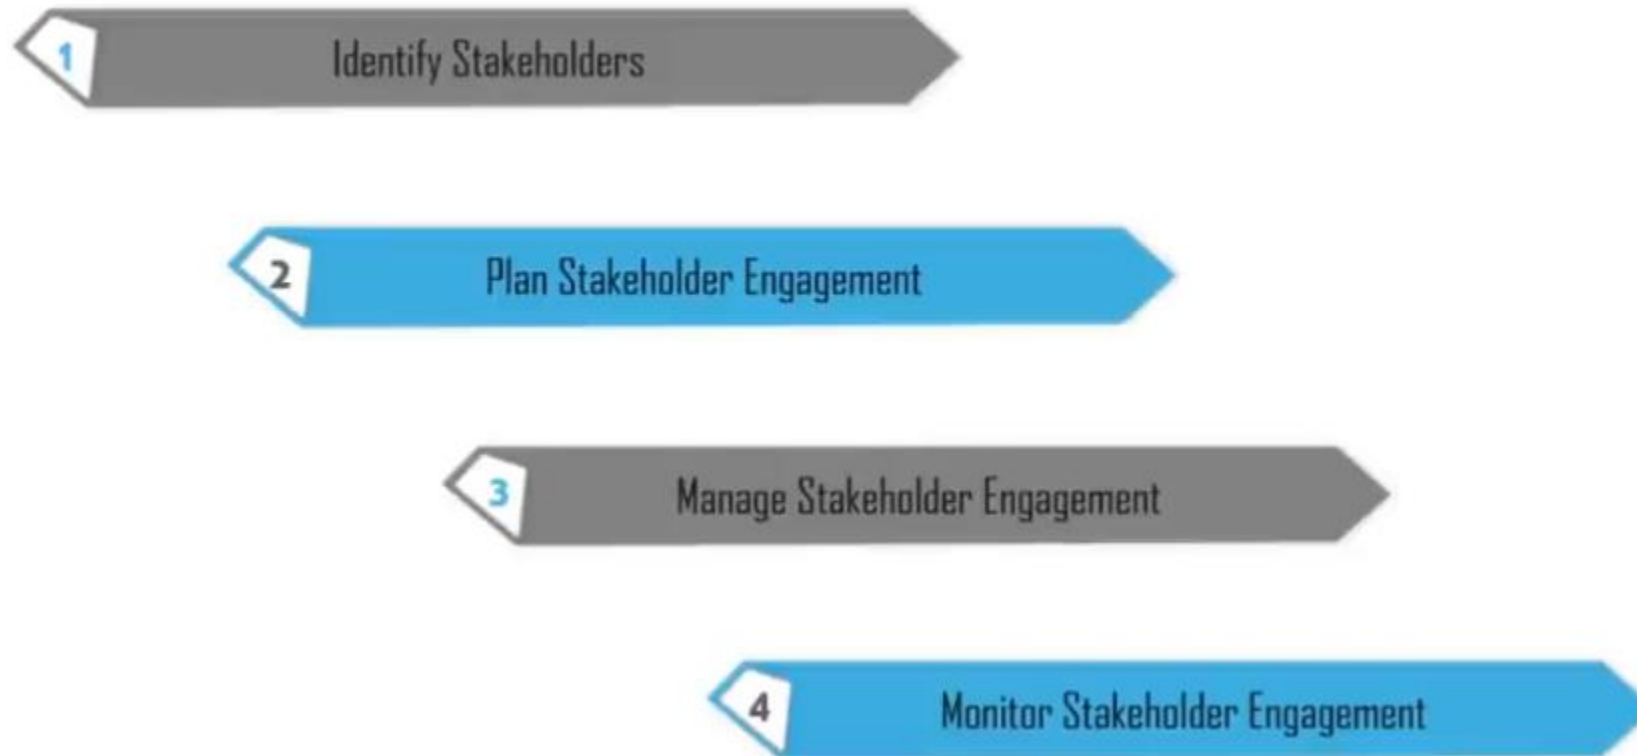 1 Identify Stakeholders
2 Plan Stakeholder Engagement
3 Manage Stakeholder Engagement
4 Monitor Stakeholder Engagement